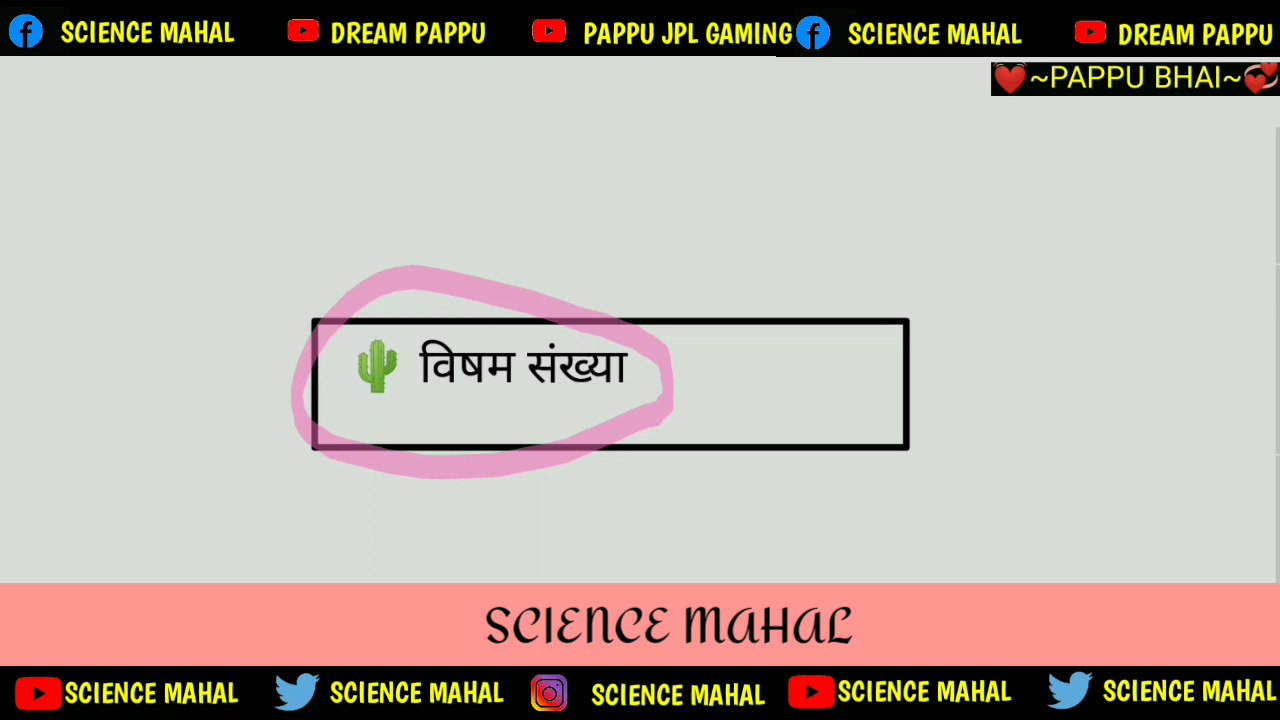 SCIENCE MAHAL DREAM PAPPU PAPPU JPL GAMING SCIENCE MAHAL DREAM PAPPU
❤️~PAPPU BHAI~💞
🌵 विषम संख्या
SCIENCE MAHAL
SCIENCE MAHAL SCIENCE MAHAL SCIENCE MAHAL SCIENCE MAHAL SCIENCE MAHAL